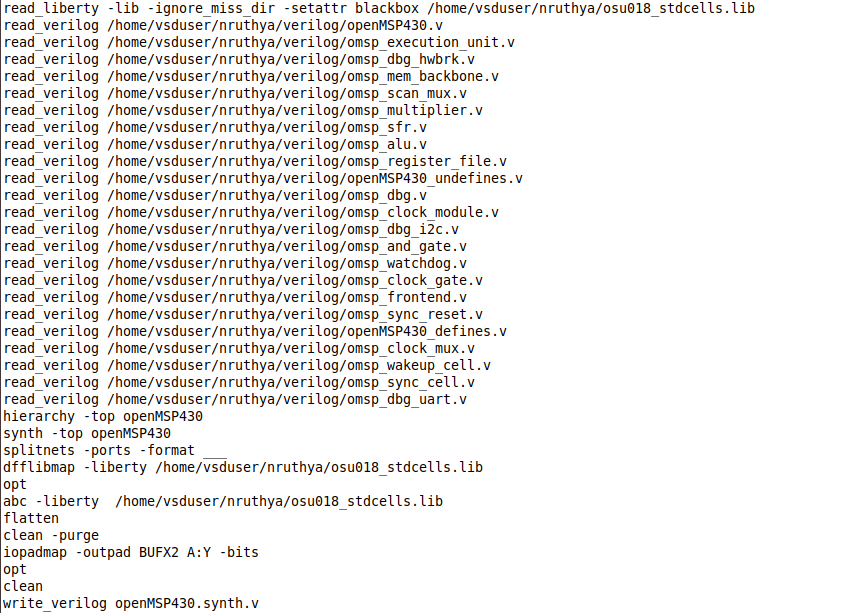 read_liberty -lib -ignore_miss_dir -setattr blackbox /home/vsduser/nruthya/osu018_stdcells.lib
read_verilog /home/vsduser/nruthya/verilog/openMSP430.v
read_verilog /home/vsduser/nruthya/verilog/omsp_execution_unit.v
read_verilog /home/vsduser/nruthya/verilog/omsp_dbg_hwbrk.v
read_verilog /home/vsduser/nruthya/verilog/omsp_mem_backbone.v
read_verilog /home/vsduser/nruthya/verilog/omsp_scan_mux.v
read_verilog /home/vsduser/nruthya/verilog/omsp_multiplier.v
read_verilog /home/vsduser/nruthya/verilog/omsp_sfr.v
read_verilog /home/vsduser/nruthya/verilog/omsp_alu.v
read_verilog /home/vsduser/nruthya/verilog/omsp_register_file.v
read_verilog /home/vsduser/nruthya/verilog/openMSP430_undefines.v
read_verilog /home/vsduser/nruthya/verilog/omsp_dbg.v
read_verilog /home/vsduser/nruthya/verilog/omsp_clock_module.v
read_verilog /home/vsduser/nruthya/verilog/omsp_dbg_i2c.v
read_verilog /home/vsduser/nruthya/verilog/omsp_and_gate.v
read_verilog /home/vsduser/nruthya/verilog/omsp_watchdog.v
read_verilog /home/vsduser/nruthya/verilog/omsp_clock_gate.v
read_verilog /home/vsduser/nruthya/verilog/omsp_frontend.v
read_verilog /home/vsduser/nruthya/verilog/omsp_sync_reset.v
read_verilog /home/vsduser/nruthya/verilog/openMSP430_defines.v
read_verilog /home/vsduser/nruthya/verilog/omsp_clock_mux.v
read_verilog /home/vsduser/nruthya/verilog/omsp_wakeup_cell.v
read_verilog /home/vsduser/nruthya/verilog/omsp_sync_cell.v
read_verilog /home/vsduser/nruthya/verilog/omsp_dbg_uart.v
hierarchy -top openMSP430
synth -top openMSP430
splitnets -ports -format ___
dfflibmap -liberty /home/vsduser/nruthya/osu018_stdcells.lib
opt
abc -liberty  /home/vsduser/nruthya/osu018_stdcells.lib
flatten
clean -purge
iopadmap -outpad BUFX2 A:Y -bits
opt
clean
write_verilog openMSP430.synth.v